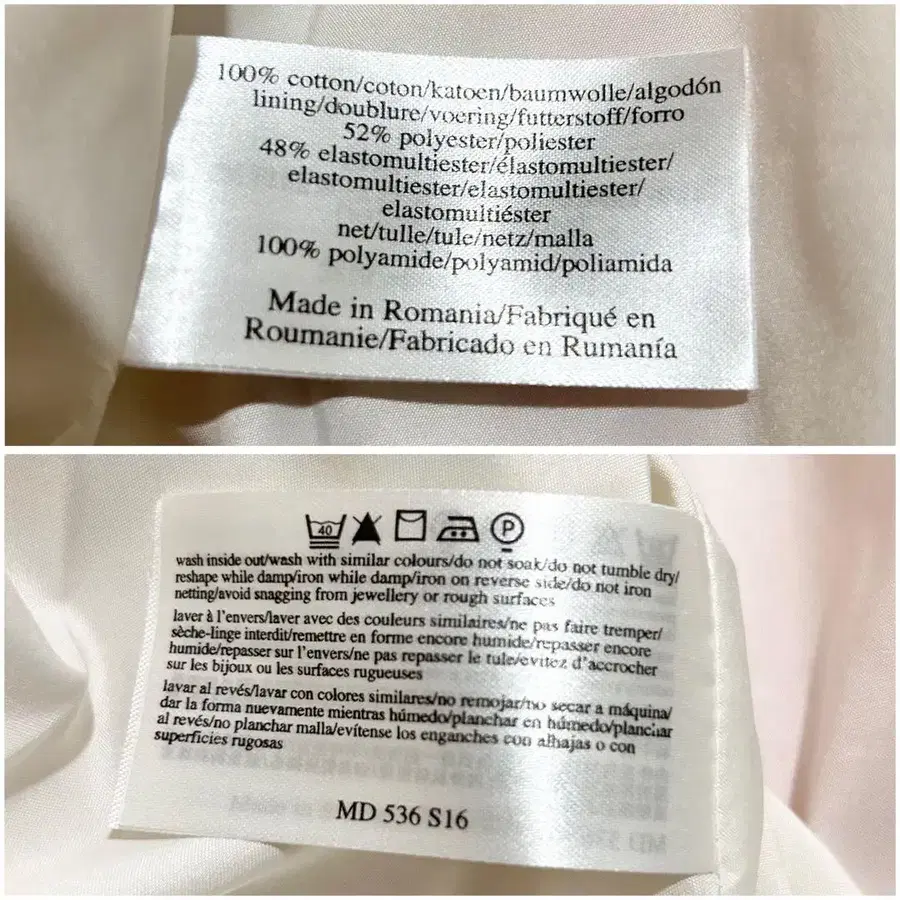 100% cotton/coton/katoen/baumwolle/algodón
lining/doublure/voering/futterstoff/forro
52% polyester/poliester
48% elastomultiester/élastomultiester/
elastomultiester/elastomultiester/
elastomultiéster
net/tulle/tule/netz/malla
100% polyamide/polyamid/poliamida
Made in Romania/Fabriqué en
Roumanie/Fabricado en Rumanía
40 P
wash inside out/wash with similar colours/do not soak/do not tumble dry/
reshape while damp/iron while damp/iron on reverse side/do not iron
netting/avoid snagging from jewellery or rough surfaces
laver à l'envers/laver avec des couleurs similaires/ne pas faire tremper/
sèche-linge interdit/remettre en forme encore humide/repasser encore
humide/repasser sur l'envers/ne pas repasser le tule/evitez d'accrocher
sur les bijoux ou les surfaces rugueuses
lavar al revés/lavar con colores similares/no remojar/no secar a máquina/
dar la forma nuevamente mientras húmedo/planchar en húmedo/planchar
al revés/no planchar malla/evítense los enganches con alhajas o con
superficies rugosas
MD 536 S16